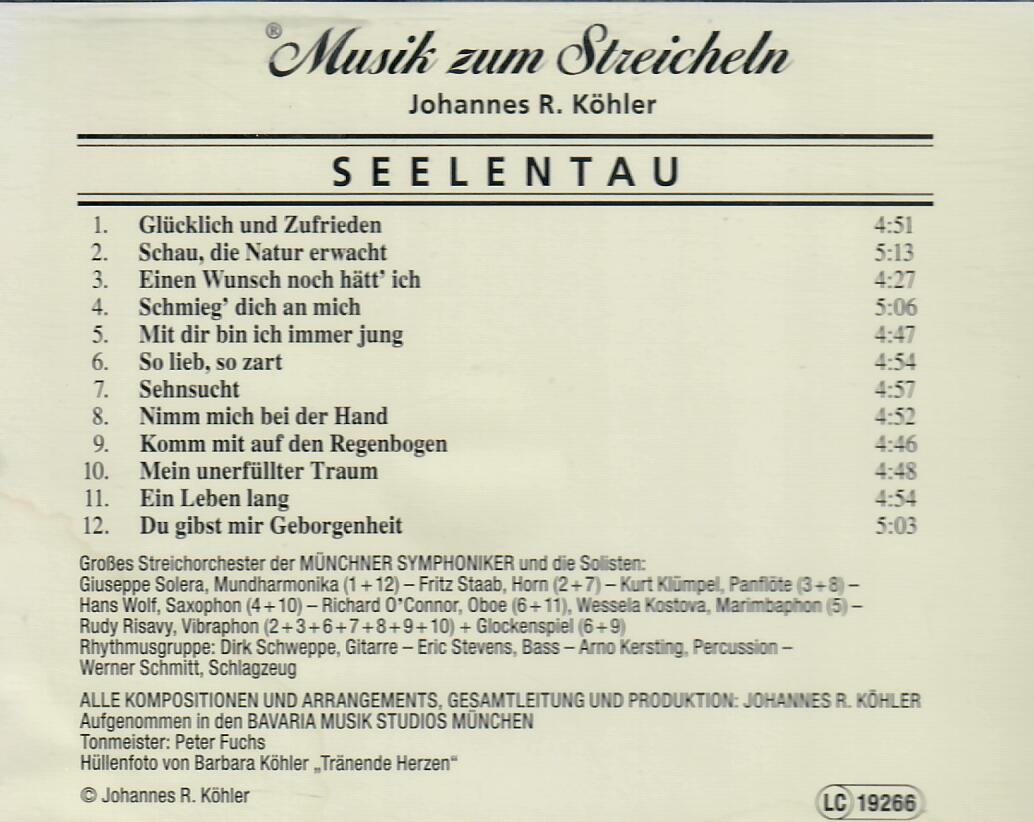 ® Musik zum Streicheln
Johannes R. Köhler
SEELENTAU
1. Glücklich und Zufrieden 4:51
2. Schau, die Natur erwacht 5:13
3. Einen Wunsch noch hätt' ich 4:27
4. Schmieg' dich an mich 5:06
5. Mit dir bin ich immer jung 4:47
6. So lieb, so zart 4:54
7. Sehnsucht 4:57
8. Nimm mich bei der Hand 4:52
9. Komm mit auf den Regenbogen 4:46
10. Mein unerfüllter Traum 4:48
11. Ein Leben lang 4:54
12. Du gibst mir Geborgenheit 5:03
Großes Streichorchester der MÜNCHNER SYMPHONIKER und die Solisten:
Giuseppe Solera, Mundharmonika (1 + 12) – Fritz Staab, Horn (2 + 7) – Kurt Klümpel, Panflöte (3 + 8) –
Hans Wolf, Saxophon (4 + 10) – Richard O'Connor, Oboe (6 + 11), Wessela Kostova, Marimbaphon (5) –
Rudy Risavy, Vibraphon (2 + 3 + 6 + 7 + 8 + 9 + 10) + Glockenspiel (6 + 9)
Rhythmusgruppe: Dirk Schweppe, Gitarre – Eric Stevens, Bass – Arno Kersting, Percussion –
Werner Schmitt, Schlagzeug
ALLE KOMPOSITIONEN UND ARRANGEMENTS, GESAMTLEITUNG UND PRODUKTION: JOHANNES R. KÖHLER
Aufgenommen in den BAVARIA MUSIK STUDIOS MÜNCHEN
Tonmeister: Peter Fuchs
Hüllenfoto von Barbara Köhler „Tränende Herzen“
© Johannes R. Köhler
LC 19266